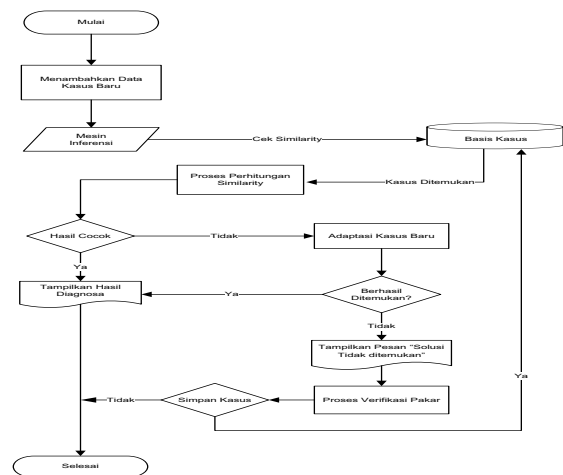 Mulai
Menambahkan Data
Kasus Baru
Mesin
Inferensi
Cek Similarity
Basis Kasus
Proses Perhitungan
Similarity
Kasus Ditemukan
Hasil Cocok
Tidak
Adaptasi Kasus Baru
Ya
Tampilkan Hasil
Diagnosa
Ya
Berhasil
Ditemukan?
Tidak
Tampilkan Pesan "Solusi
Tidak ditemukan"
Ya
Tidak
Simpan Kasus
Proses Verifikasi Pakar
Selesai